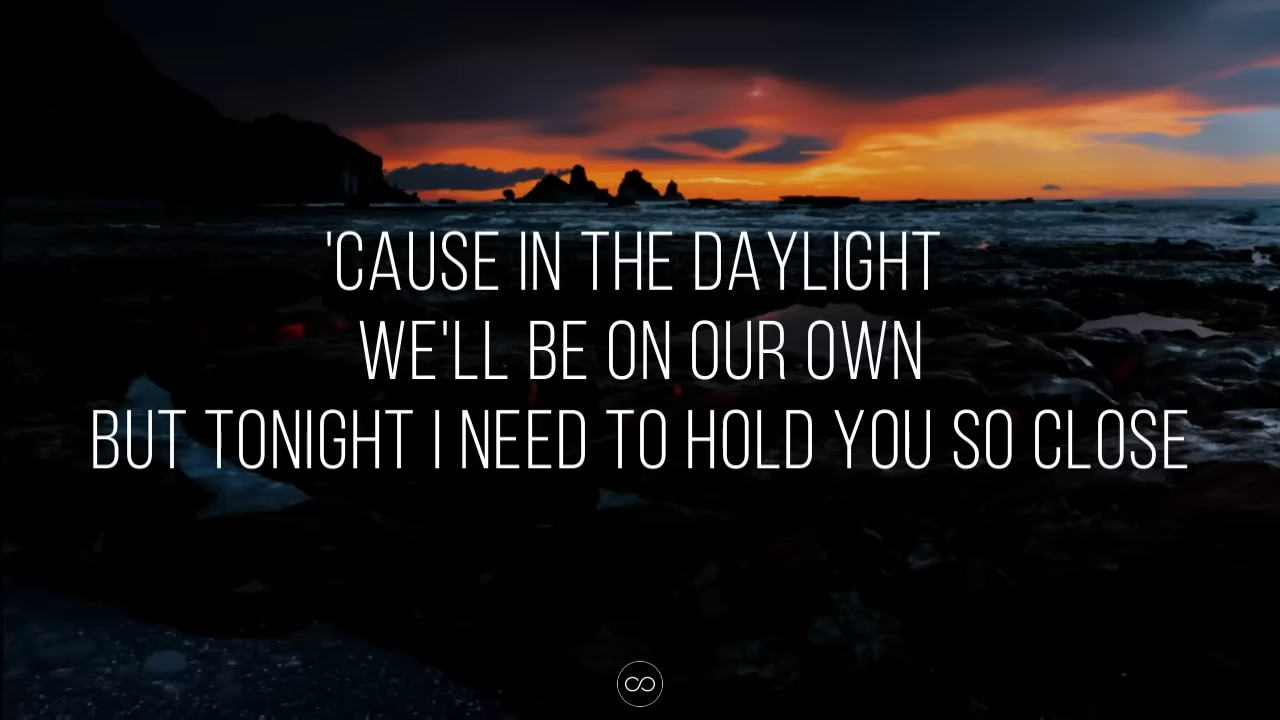 'CAUSE IN THE DAYLIGHT
WE'LL BE ON OUR OWN
BUT TONIGHT I NEED TO HOLD YOU SO CLOSE